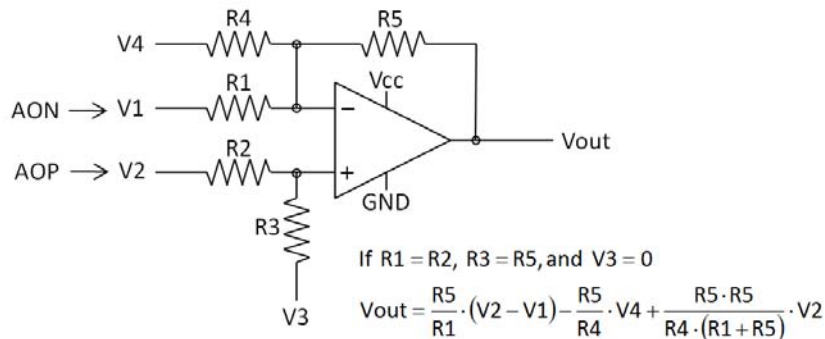 R4
R5
V4
R1
Vcc
AON → V1
−
Vout
R2
AOP → V2
+
GND
R3
If R1 = R2, R3 = R5, and V3 = 0
V3
Vout = R5/R1 · (V2 − V1) − R5/R4 · V4 + R5 · R5/R4 · (R1 + R5) · V2